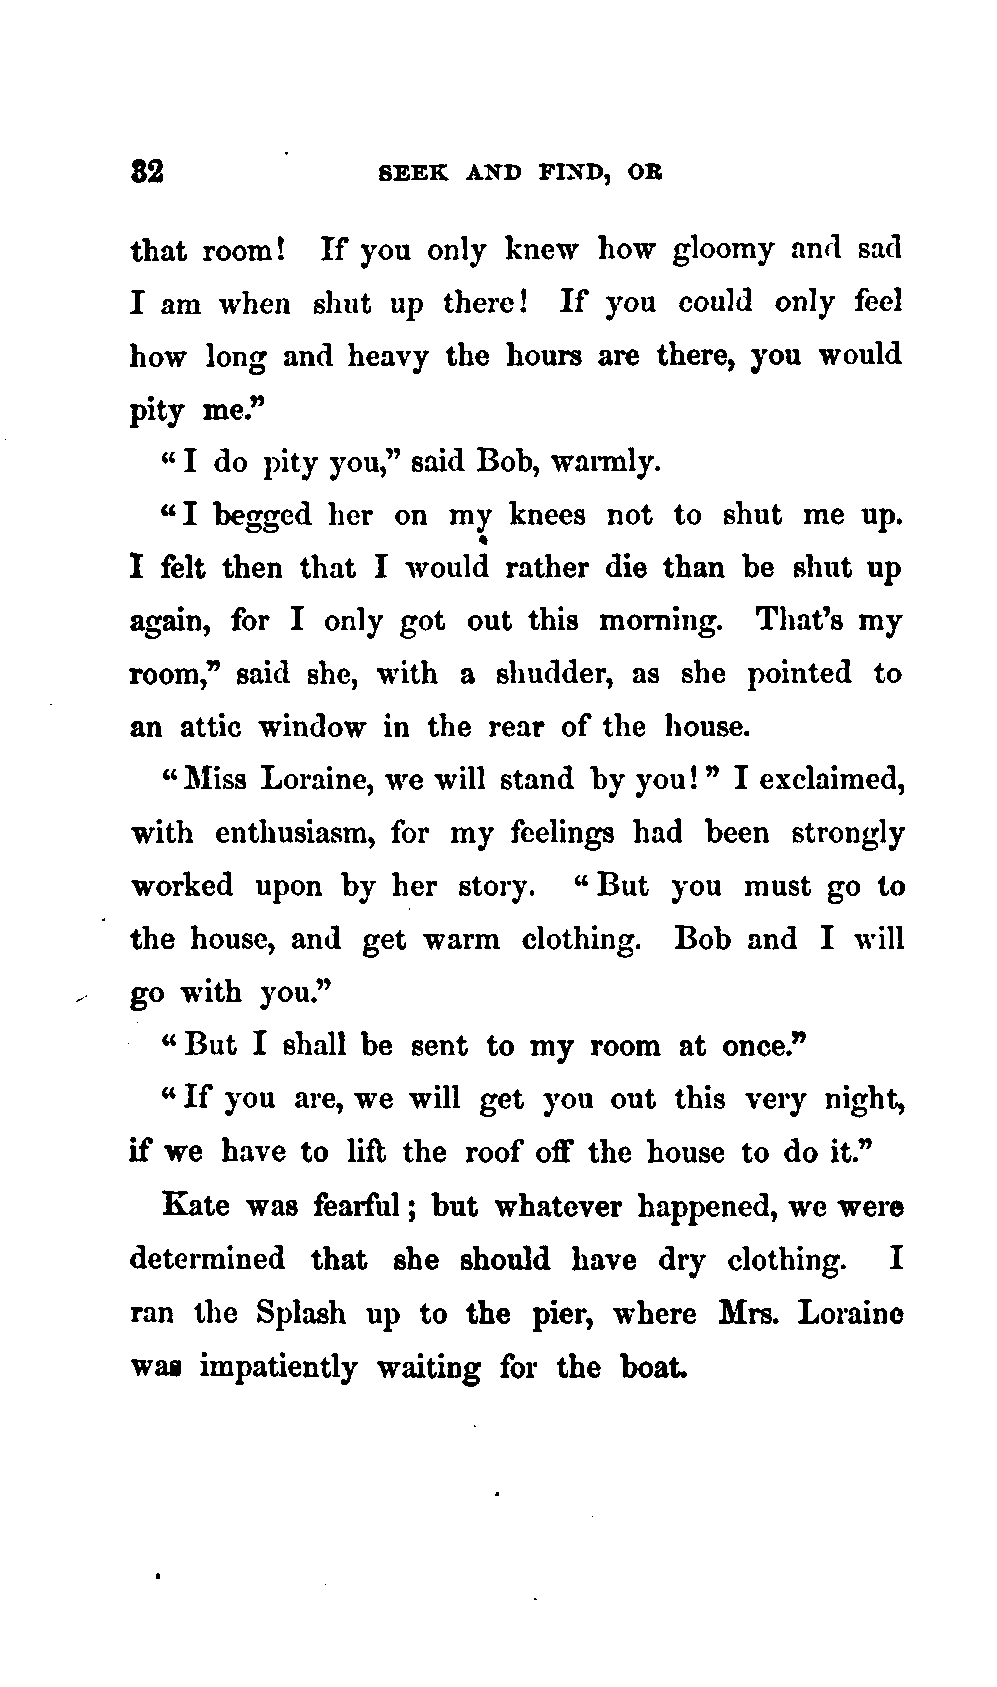 32 SEEK AND FIND, OR
that room! If you only knew how gloomy and sad
I am when shut up there! If you could only feel
how long and heavy the hours are there, you would
pity me.”
“I do pity you,” said Bob, warmly.
“I begged her on my knees not to shut me up.
I felt then that I would rather die than be shut up
again, for I only got out this morning. That’s my
room,” said she, with a shudder, as she pointed to
an attic window in the rear of the house.
“Miss Loraine, we will stand by you!” I exclaimed,
with enthusiasm, for my feelings had been strongly
worked upon by her story. “But you must go to
the house, and get warm clothing. Bob and I will
go with you.”
“But I shall be sent to my room at once.”
“If you are, we will get you out this very night,
if we have to lift the roof off the house to do it.”
Kate was fearful; but whatever happened, we were
determined that she should have dry clothing. I
ran the Splash up to the pier, where Mrs. Loraine
was impatiently waiting for the boat.